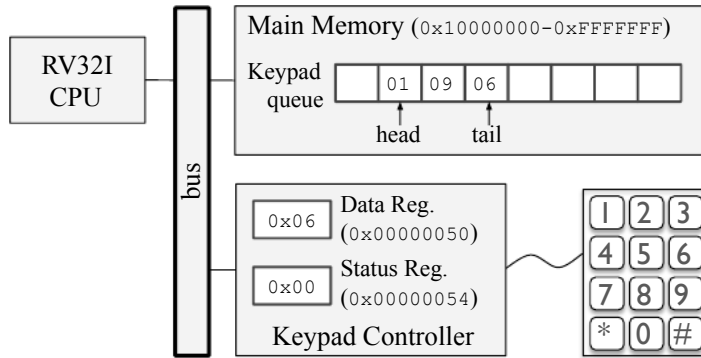 Main Memory (0x10000000-0xFFFFFFF)
RV32I
CPU
Keypad
queue
01 09 06
head tail
bus
0x06 Data Reg.
(0x00000050)
0x00 Status Reg.
(0x00000054)
Keypad Controller
1 2 3
4 5 6
7 8 9
* 0 #